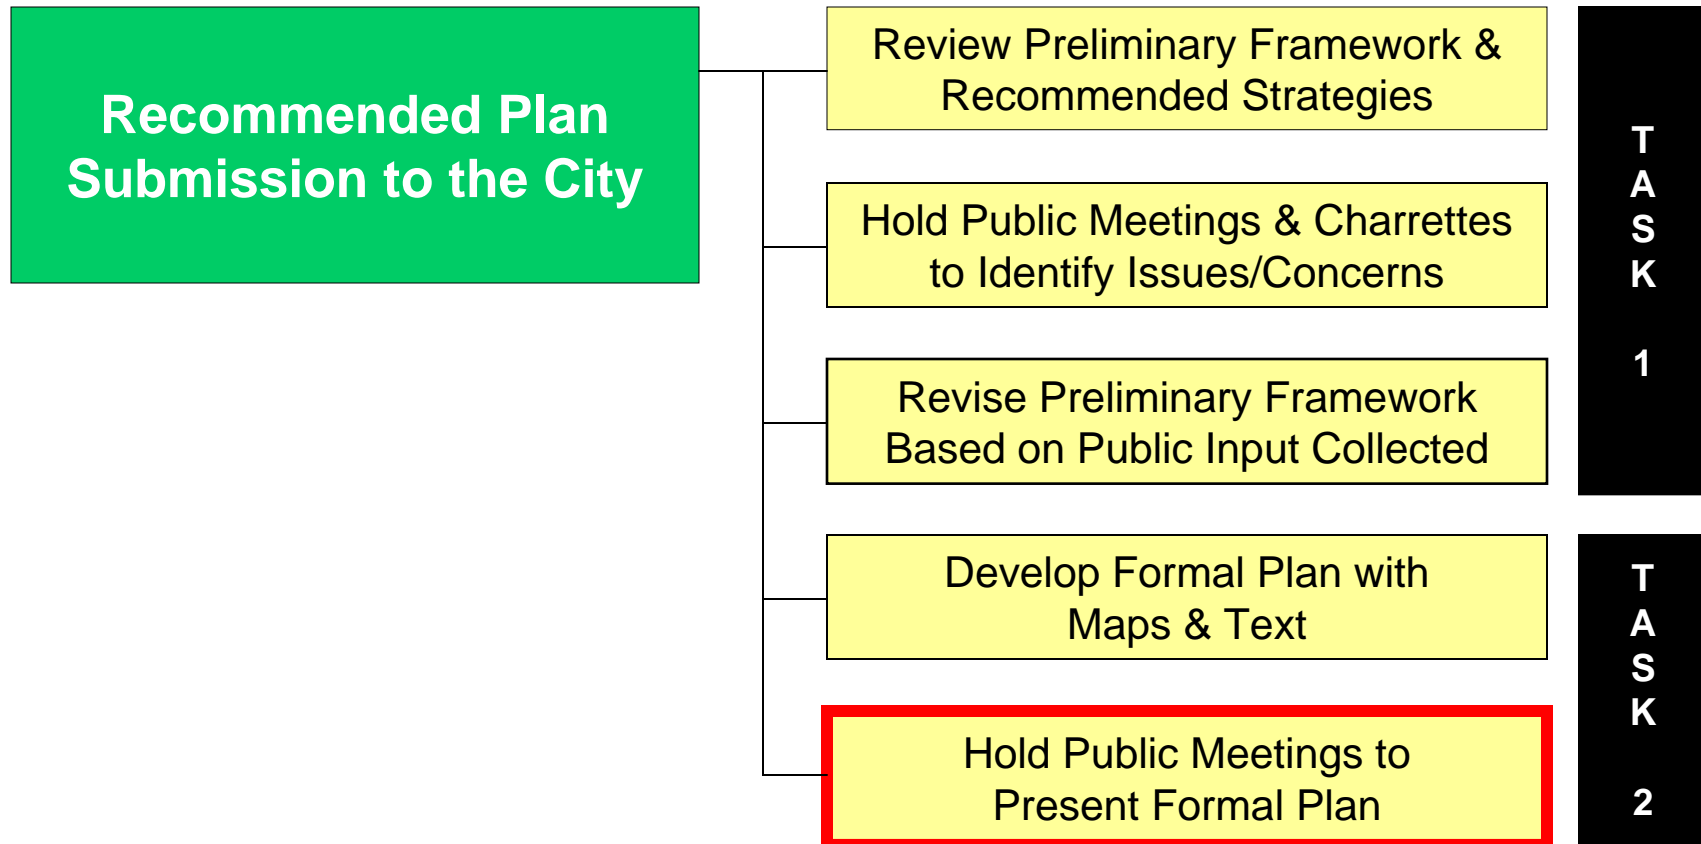 Recommended Plan
Submission to the City
Review Preliminary Framework &
Recommended Strategies
Hold Public Meetings & Charrettes
to Identify Issues/Concerns
Revise Preliminary Framework
Based on Public Input Collected
Develop Formal Plan with
Maps & Text
Hold Public Meetings to
Present Formal Plan
T
A
S
K
1
T
A
S
K
2